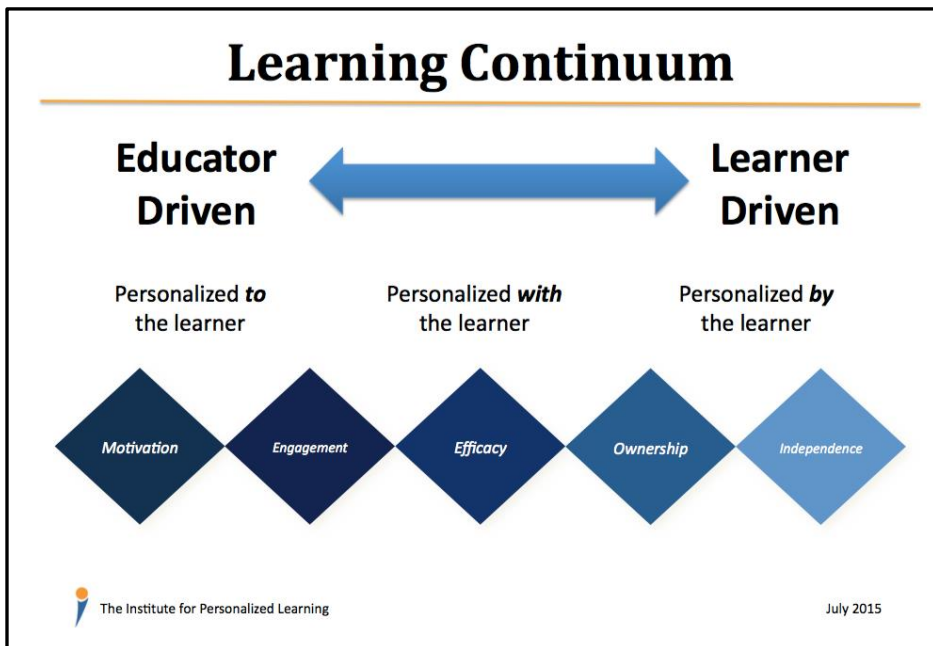 Learning Continuum
Educator
Driven
Learner
Driven
Personalized to
the learner
Personalized with
the learner
Personalized by
the learner
Motivation
Engagement
Efficacy
Ownership
Independence
The Institute for Personalized Learning
July 2015